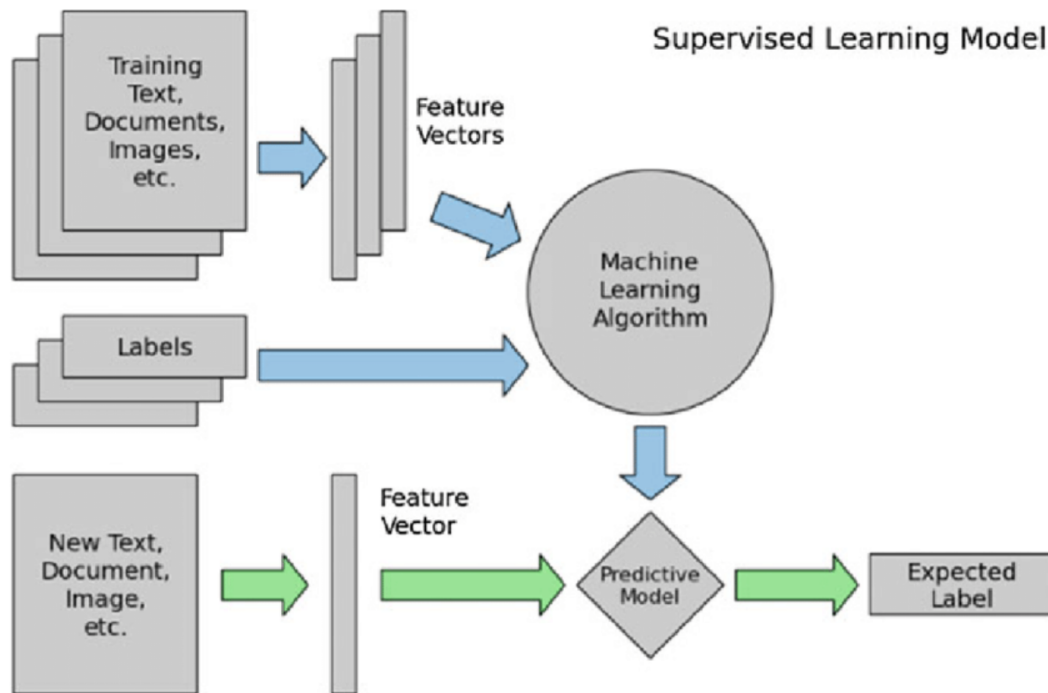 Supervised Learning Model
Training
Text,
Documents,
Images,
etc.
Feature
Vectors
Machine
Learning
Algorithm
Labels
New Text,
Document,
Image,
etc.
Feature
Vector
Predictive
Model
Expected
Label